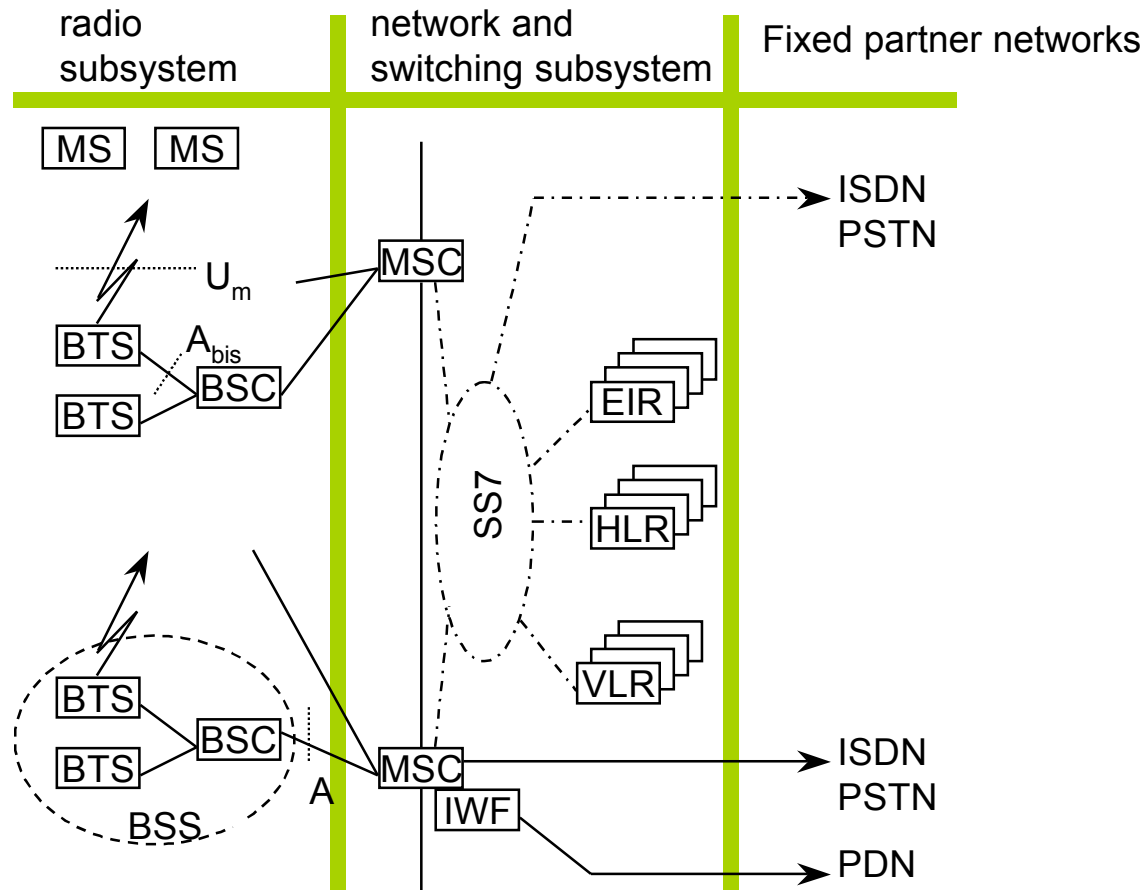 radio
subsystem
network and
switching subsystem
Fixed partner networks
MS MS
ISDN
PSTN
MSC
Um
BTS
Abis
BSC
BTS
EIR
SS7
HLR
VLR
BTS
BSC
BTS
BSS
A
MSC
IWF
ISDN
PSTN
PDN